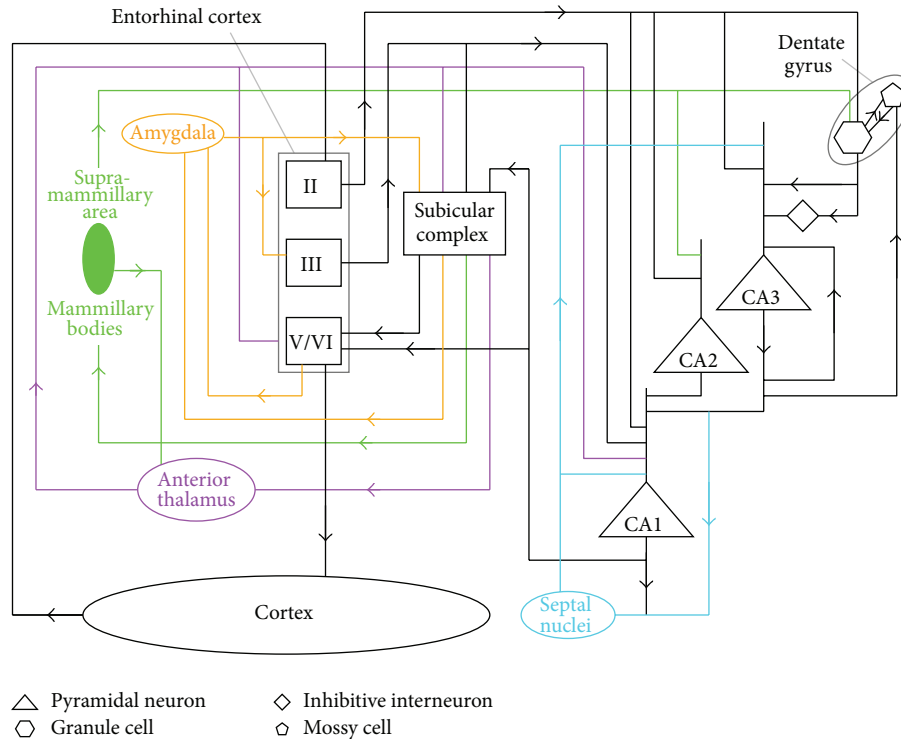 Entorhinal cortex
Dentate
gyrus
Amygdala
Supra-
mammillary
area
II
Subicular
complex
III
CA3
Mammillary
bodies
V/VI
CA2
Anterior
thalamus
CA1
Cortex
Septal
nuclei
Pyramidal neuron
Inhibitive interneuron
Granule cell
Mossy cell